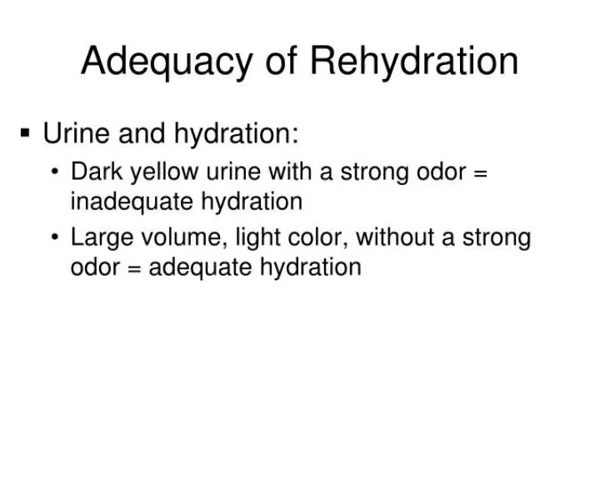 Adequacy of Rehydration
▪ Urine and hydration:
• Dark yellow urine with a strong odor =
inadequate hydration
• Large volume, light color, without a strong
odor = adequate hydration